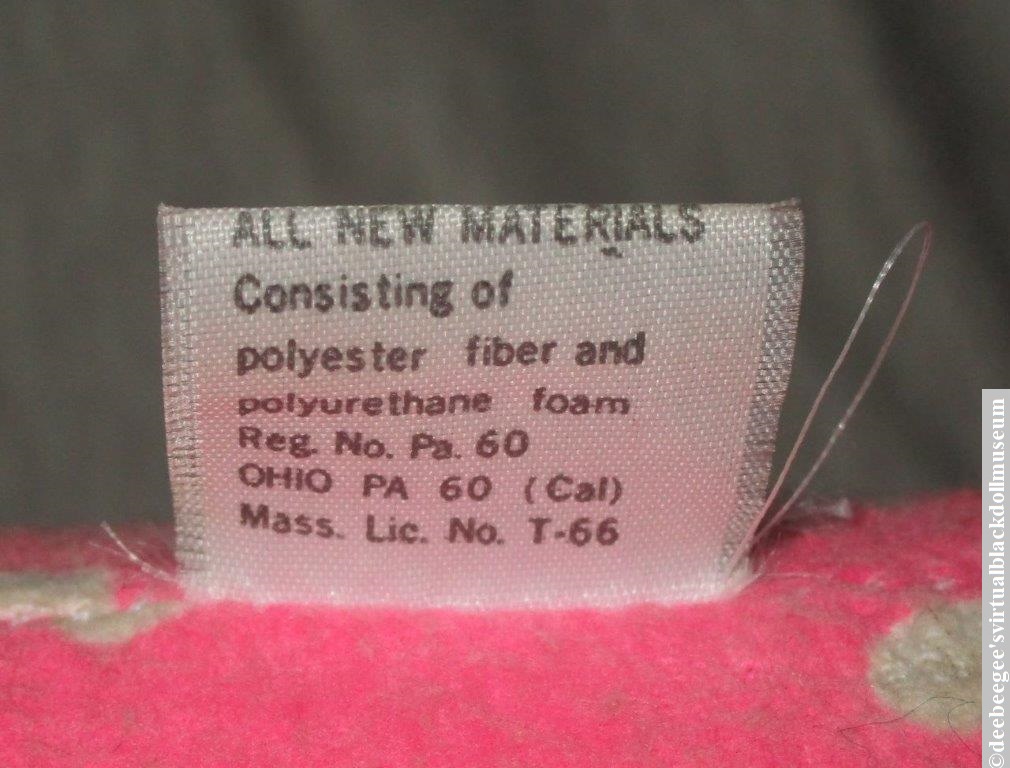 ALL NEW MATERIALS
Consisting of
polyester fiber and
polyurethane foam
Reg. No. Pa. 60
OHIO PA 60 (Cal)
Mass. Lic. No. T-66
©deebeegee'svirtualblackdollmuseum